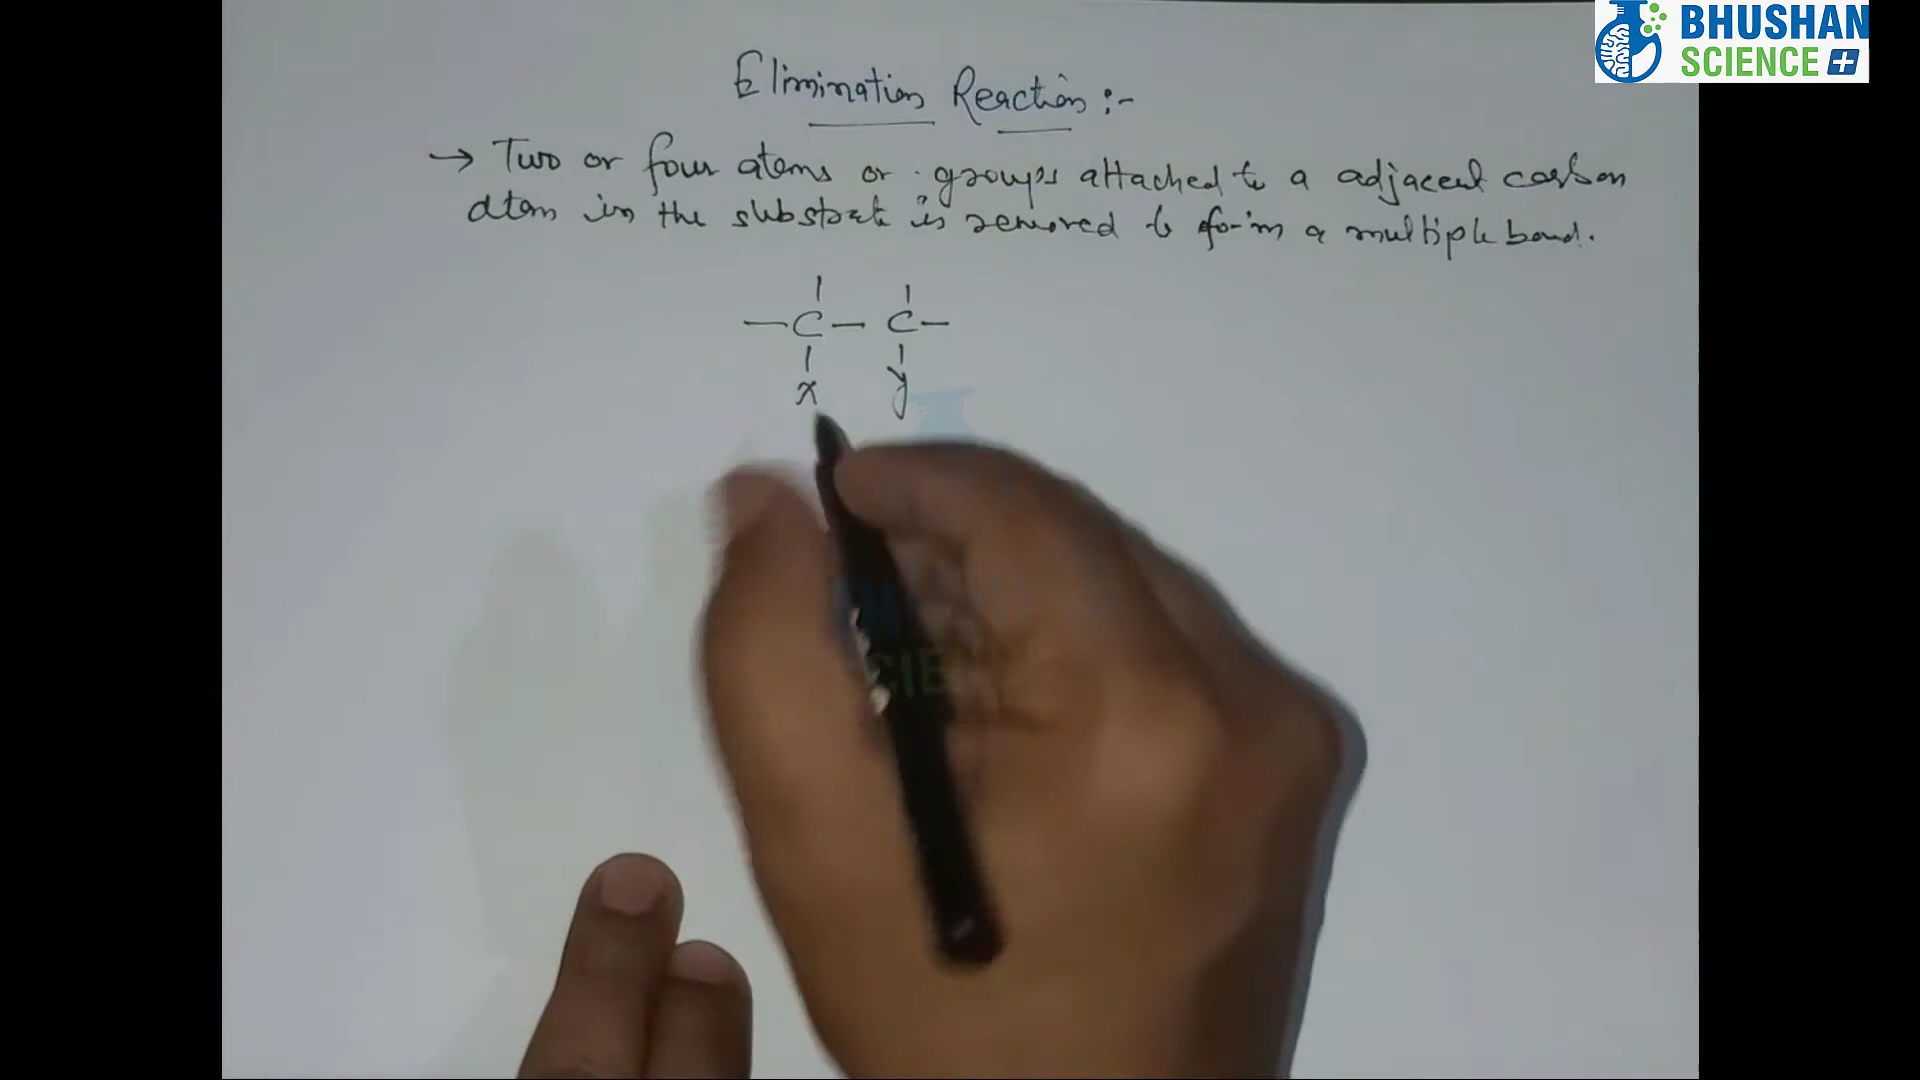 BHUSHAN
SCIENCE +
Elimination Reaction :-
→ Two or four atoms or groups attached to a adjacent carbon
atom in the substrate is removed to form a multiple bond.
— C — C —
x y
CIE